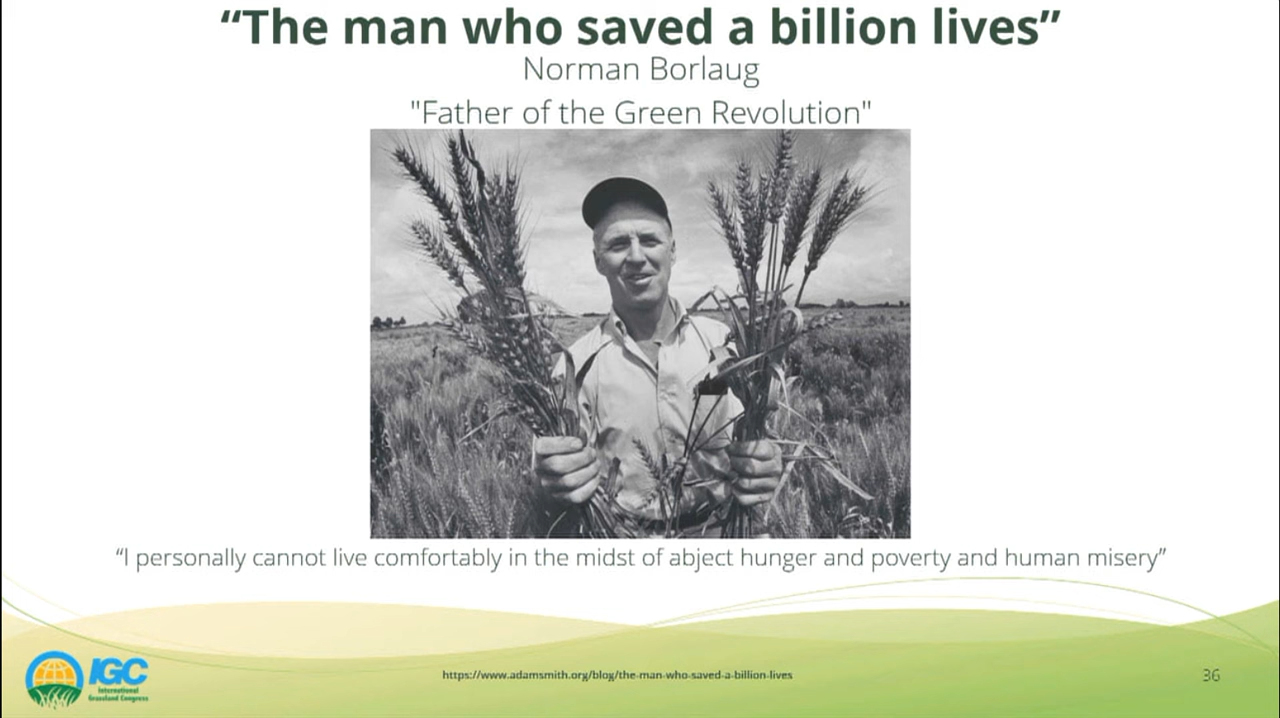 “The man who saved a billion lives”
Norman Borlaug
"Father of the Green Revolution"
“I personally cannot live comfortably in the midst of abject hunger and poverty and human misery”
IGC
International
Grassland Congress
https://www.adamsmith.org/blog/the-man-who-saved-a-billion-lives
36